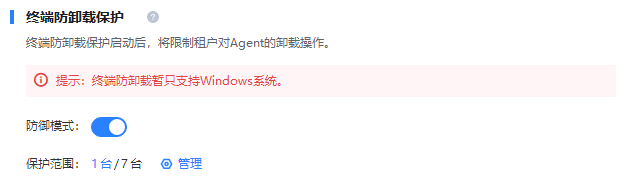 终端防卸载保护 ?
终端防卸载保护启动后，将限制租户对Agent的卸载操作。
提示：终端防卸载暂只支持Windows系统。
防御模式：
保护范围： 1 台 / 7 台 管理